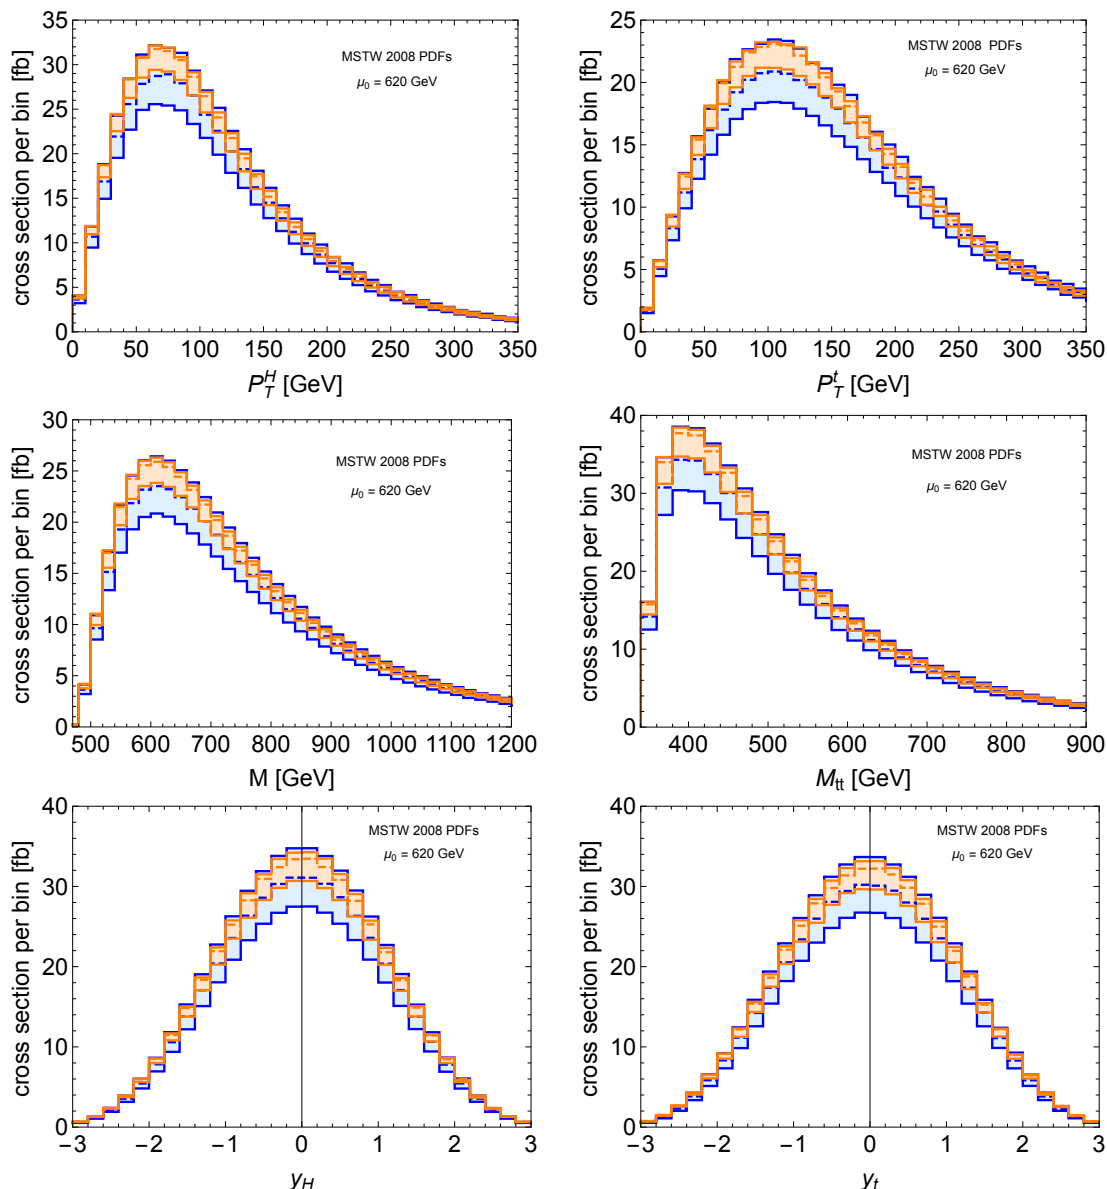 cross section per bin [fb]
35
30
25
20
15
10
5
0
MSTW 2008 PDFs
μ₀ = 620 GeV
0 50 100 150 200 250 300 350
P_T^H [GeV]
cross section per bin [fb]
25
20
15
10
5
0
MSTW 2008 PDFs
μ₀ = 620 GeV
0 50 100 150 200 250 300 350
P_T^t [GeV]
cross section per bin [fb]
30
25
20
15
10
5
0
MSTW 2008 PDFs
μ₀ = 620 GeV
500 600 700 800 900 1000 1100 1200
M [GeV]
cross section per bin [fb]
40
30
20
10
0
MSTW 2008 PDFs
μ₀ = 620 GeV
400 500 600 700 800 900
M_tt [GeV]
cross section per bin [fb]
40
30
20
10
0
MSTW 2008 PDFs
μ₀ = 620 GeV
−3 −2 −1 0 1 2 3
y_H
cross section per bin [fb]
40
30
20
10
0
MSTW 2008 PDFs
μ₀ = 620 GeV
−3 −2 −1 0 1 2 3
y_t